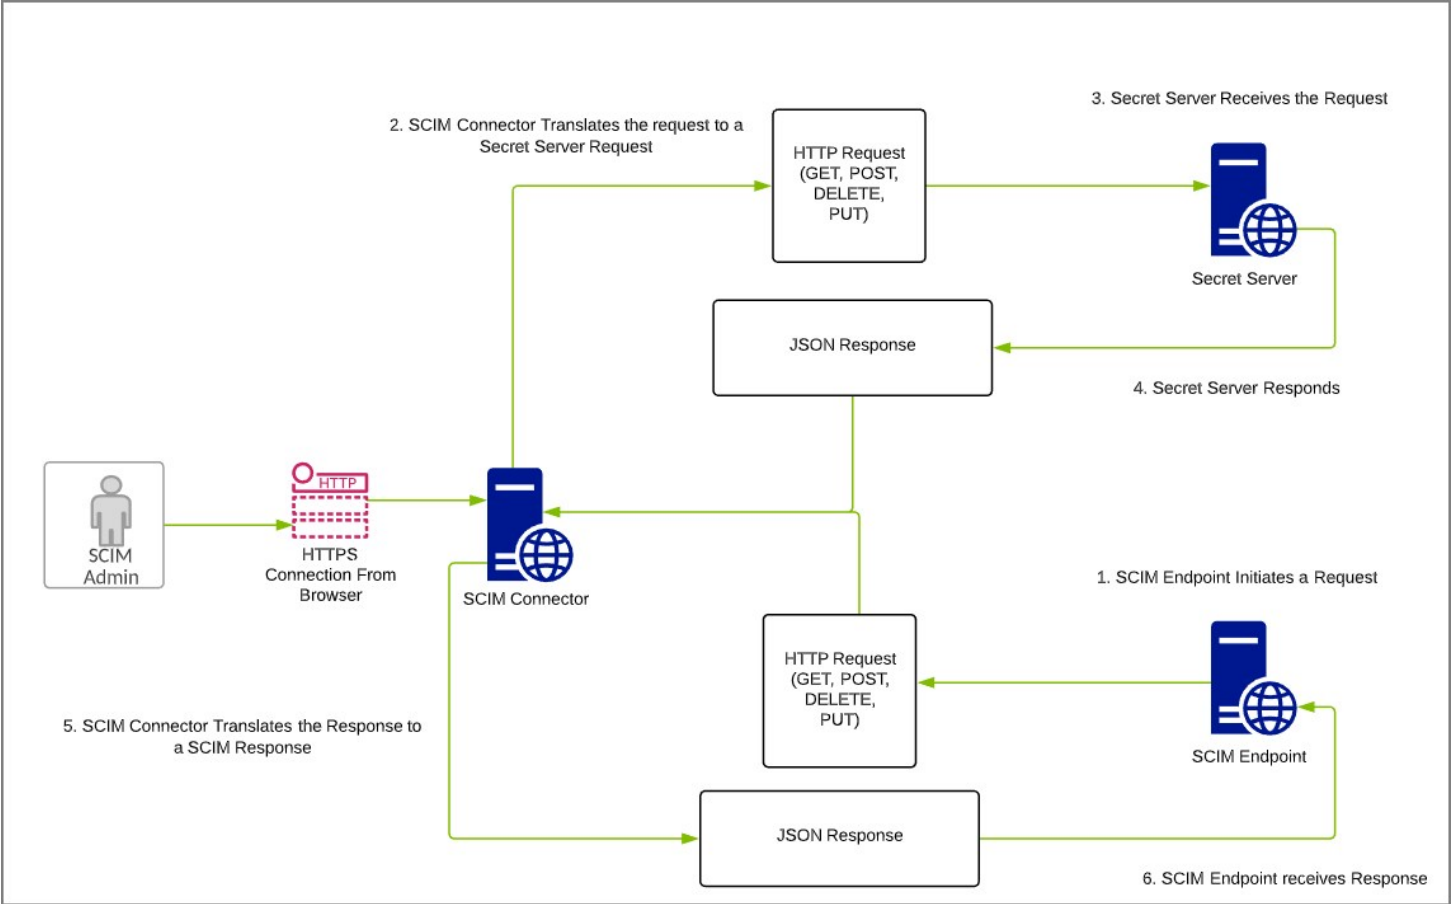 3. Secret Server Receives the Request
2. SCIM Connector Translates the request to a
Secret Server Request
HTTP Request
(GET, POST,
DELETE,
PUT)
Secret Server
JSON Response
4. Secret Server Responds
SCIM
Admin
HTTP
HTTPS
Connection From
Browser
SCIM Connector
1. SCIM Endpoint Initiates a Request
HTTP Request
(GET, POST,
DELETE,
PUT)
SCIM Endpoint
5. SCIM Connector Translates the Response to
a SCIM Response
JSON Response
6. SCIM Endpoint receives Response